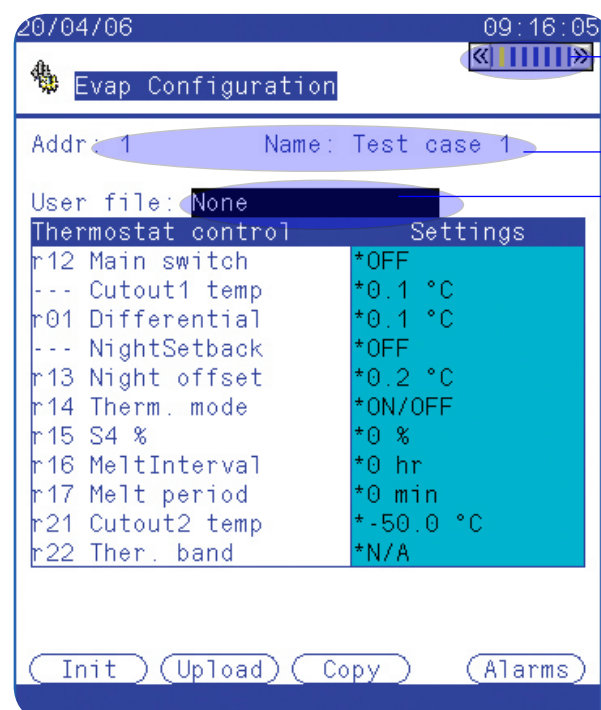 20/04/06 09:16:05
Evap Configuration
Addr: 1 Name: Test case 1
User file: None
Thermostat control Settings
r12 Main switch *OFF
--- Cutout1 temp *0.1 °C
r01 Differential *0.1 °C
--- NightSetback *OFF
r13 Night offset *0.2 °C
r14 Therm. mode *ON/OFF
r15 S4 % *0 %
r16 MeltInterval *0 hr
r17 Melt period *0 min
r21 Cutout2 temp *-50.0 °C
r22 Ther. band *N/A
Init Upload Copy Alarms